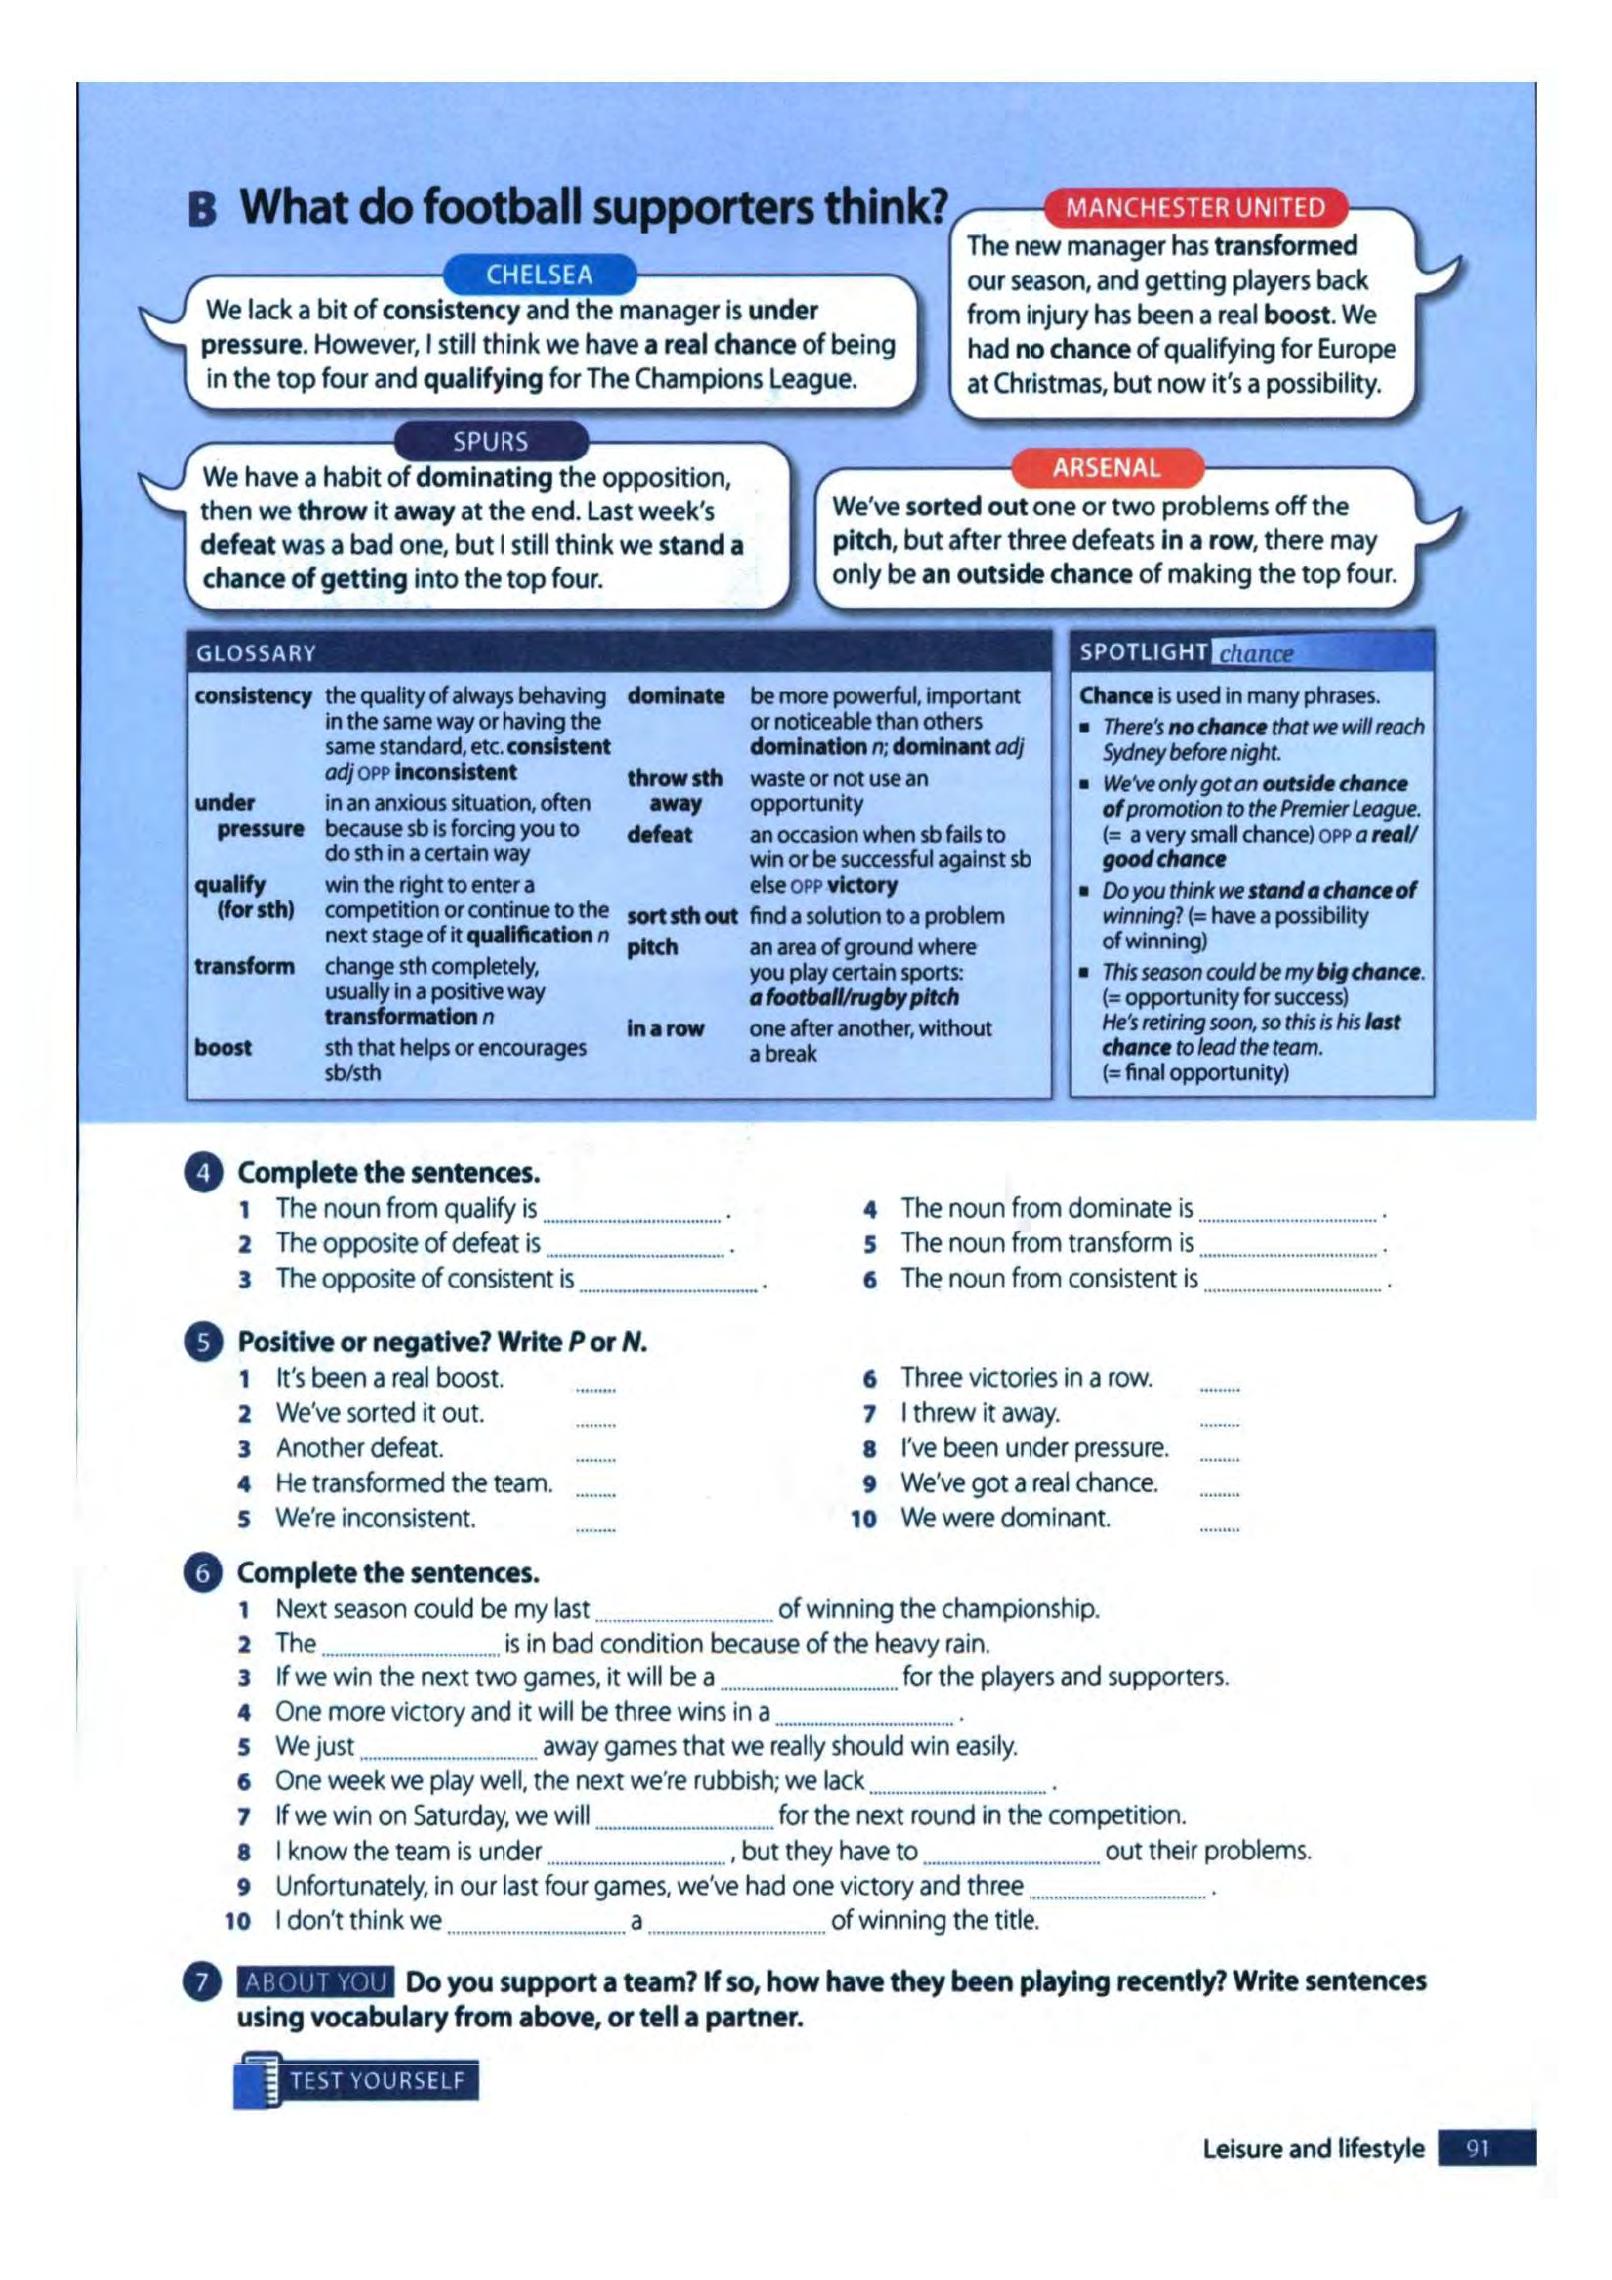 B What do football supporters think?
CHELSEA
We lack a bit of consistency and the manager is under
pressure. However, I still think we have a real chance of being
in the top four and qualifying for The Champions League.
MANCHESTER UNITED
The new manager has transformed
our season, and getting players back
from injury has been a real boost. We
had no chance of qualifying for Europe
at Christmas, but now it's a possibility.
SPURS
We have a habit of dominating the opposition,
then we throw it away at the end. Last week's
defeat was a bad one, but I still think we stand a
chance of getting into the top four.
ARSENAL
We've sorted out one or two problems off the
pitch, but after three defeats in a row, there may
only be an outside chance of making the top four.
GLOSSARY
consistency the quality of always behaving
in the same way or having the
same standard, etc. consistent
adj OPP inconsistent
under in an anxious situation, often
pressure because sb is forcing you to
do sth in a certain way
qualify win the right to enter a
(for sth) competition or continue to the
next stage of it qualification n
transform change sth completely,
usually in a positive way
transformation n
boost sth that helps or encourages
sb/sth
dominate be more powerful, important
or noticeable than others
domination n; dominant adj
throw sth waste or not use an
away opportunity
defeat an occasion when sb fails to
win or be successful against sb
else OPP victory
sort sth out find a solution to a problem
pitch an area of ground where
you play certain sports:
a football/rugby pitch
in a row one after another, without
a break
SPOTLIGHT chance
Chance is used in many phrases.
▪ There's no chance that we will reach
Sydney before night.
▪ We've only got an outside chance
of promotion to the Premier League.
(= a very small chance) OPP a real/
good chance
▪ Do you think we stand a chance of
winning? (= have a possibility
of winning)
▪ This season could be my big chance.
(= opportunity for success)
He's retiring soon, so this is his last
chance to lead the team.
(= final opportunity)
4 Complete the sentences.
1 The noun from qualify is .
2 The opposite of defeat is .
3 The opposite of consistent is .
4 The noun from dominate is .
5 The noun from transform is .
6 The noun from consistent is .
5 Positive or negative? Write P or N.
1 It's been a real boost.
2 We've sorted it out.
3 Another defeat.
4 He transformed the team.
5 We're inconsistent.
6 Three victories in a row.
7 I threw it away.
8 I've been under pressure.
9 We've got a real chance.
10 We were dominant.
6 Complete the sentences.
1 Next season could be my last of winning the championship.
2 The is in bad condition because of the heavy rain.
3 If we win the next two games, it will be a for the players and supporters.
4 One more victory and it will be three wins in a .
5 We just away games that we really should win easily.
6 One week we play well, the next we're rubbish; we lack .
7 If we win on Saturday, we will for the next round in the competition.
8 I know the team is under , but they have to out their problems.
9 Unfortunately, in our last four games, we've had one victory and three .
10 I don't think we a of winning the title.
7 ABOUT YOU Do you support a team? If so, how have they been playing recently? Write sentences
using vocabulary from above, or tell a partner.
TEST YOURSELF
Leisure and lifestyle 91